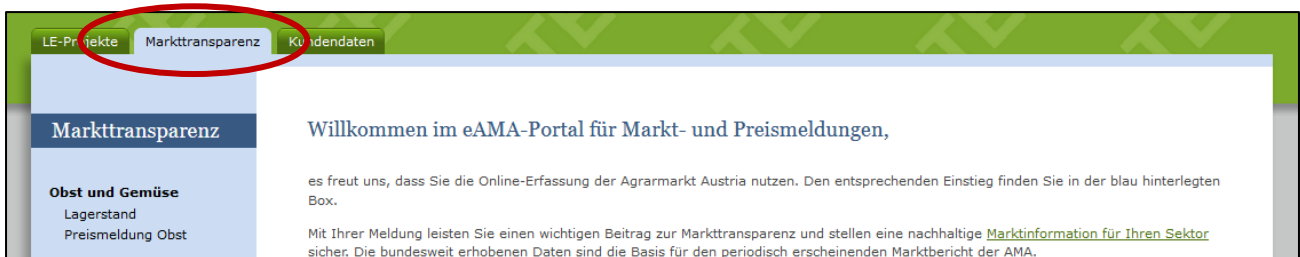 LE-Projekte Markttransparenz Kundendaten
Markttransparenz
Willkommen im eAMA-Portal für Markt- und Preismeldungen,
Obst und Gemüse
Lagerstand
Preismeldung Obst
es freut uns, dass Sie die Online-Erfassung der Agrarmarkt Austria nutzen. Den entsprechenden Einstieg finden Sie in der blau hinterlegten
Box.
Mit Ihrer Meldung leisten Sie einen wichtigen Beitrag zur Markttransparenz und stellen eine nachhaltige Marktinformation für Ihren Sektor
sicher. Die bundesweit erhobenen Daten sind die Basis für den periodisch erscheinenden Marktbericht der AMA.